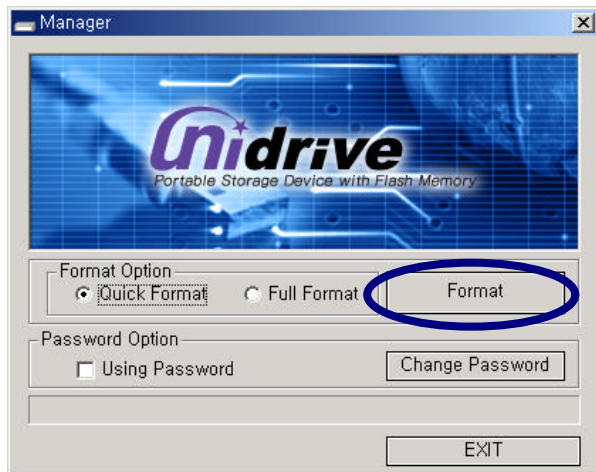 Manager
Unidrive
Portable Storage Device with Flash Memory
Format Option
Quick Format
Full Format
Format
Password Option
Using Password
Change Password
EXIT